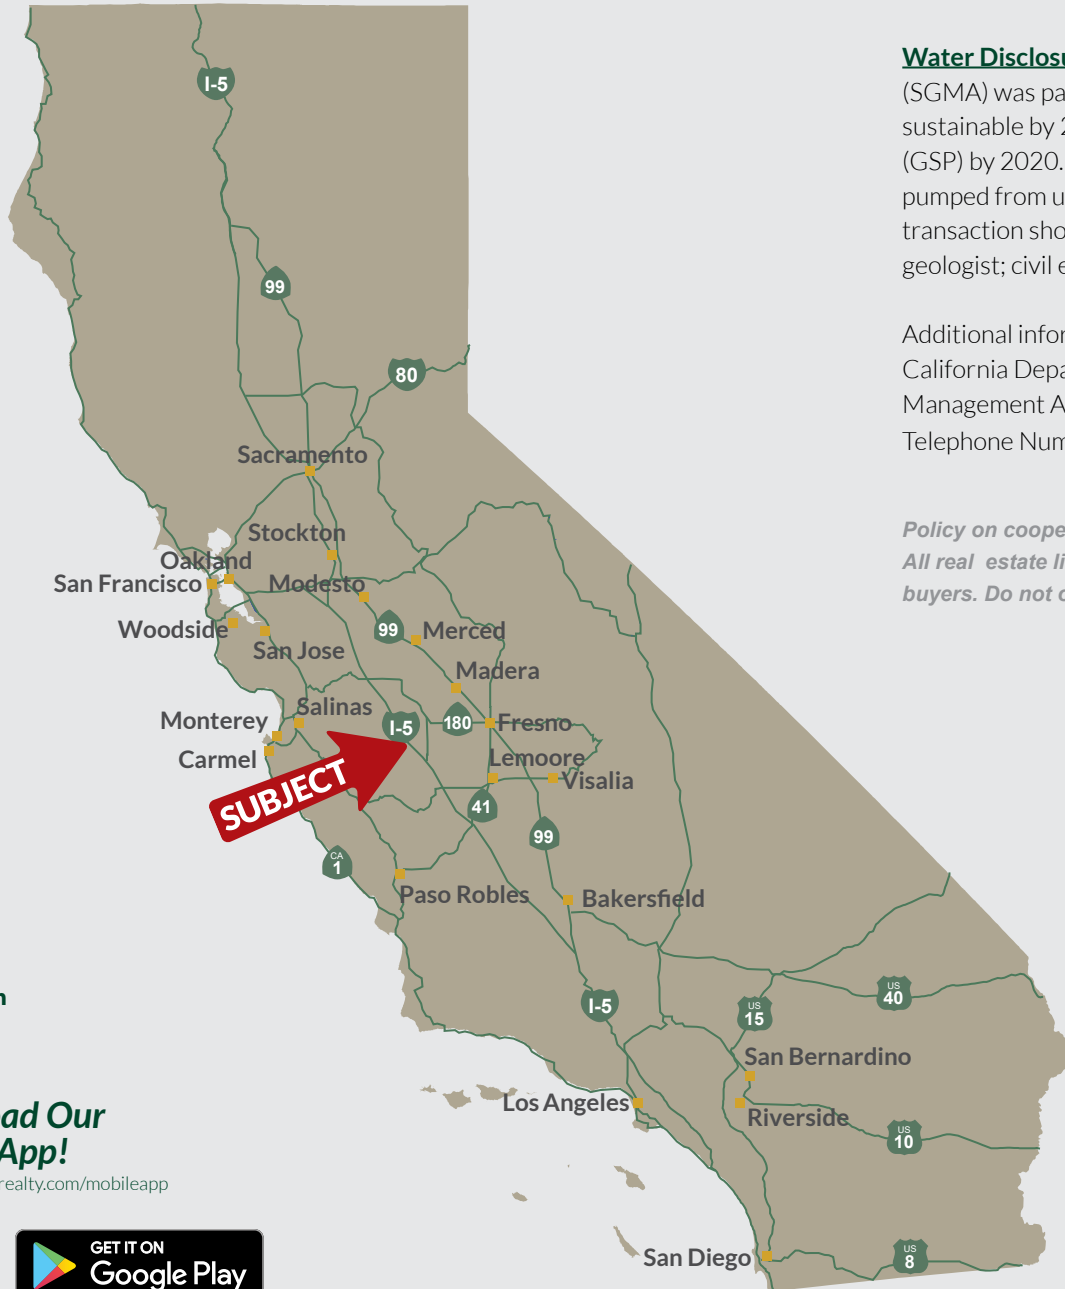 I-5
99
80
Sacramento
Stockton
Oakland
San Francisco
Modesto
Woodside
99
Merced
San Jose
Madera
Salinas
Monterey
I-5
180
Fresno
Carmel
Lemoore
SUBJECT
Visalia
41
99
CA
1
Paso Robles
Bakersfield
I-5
US
40
US
15
San Bernardino
Los Angeles
Riverside
US
10
San Diego
US
8
Water Disclosu
(SGMA) was pa
sustainable by 2
(GSP) by 2020.
pumped from u
transaction sho
geologist; civil e
Additional infor
California Depa
Management A
Telephone Num
Policy on coope
All real estate li
buyers. Do not c
ad Our
App!
realty.com/mobileapp
GET IT ON
Google Play